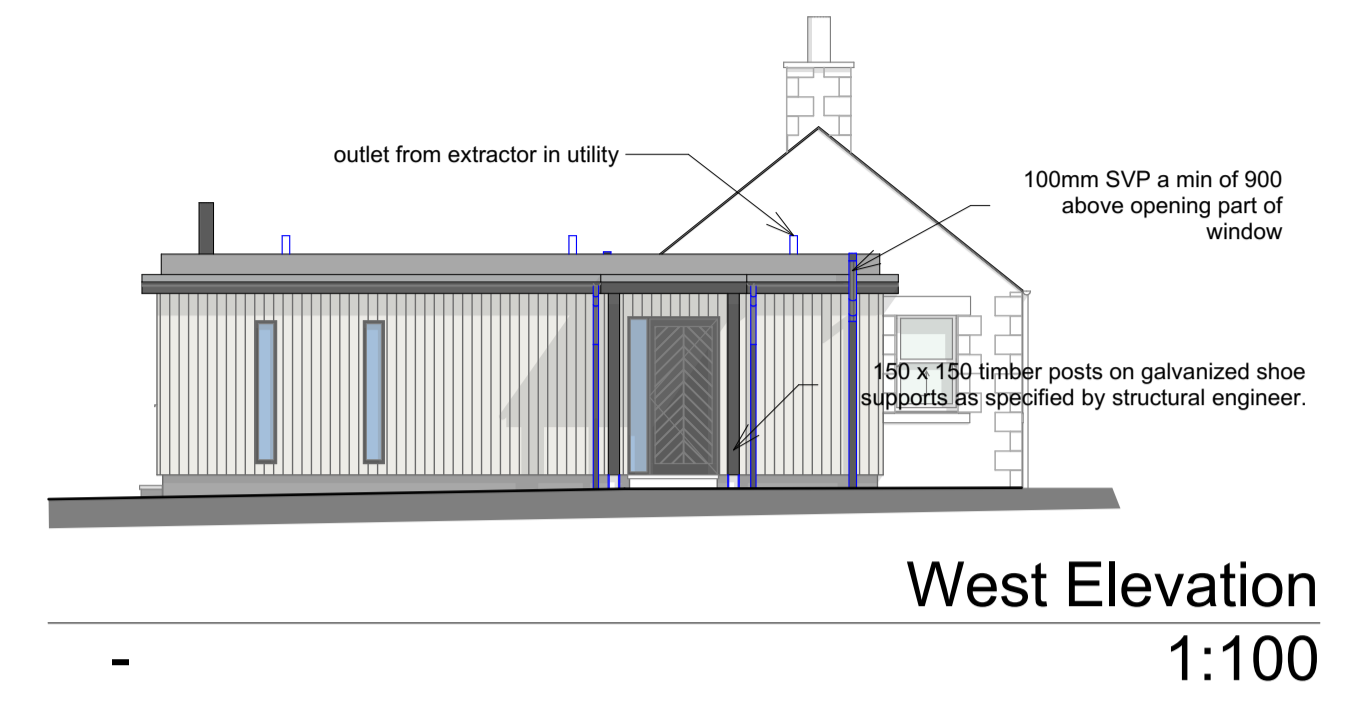 outlet from extractor in utility
100mm SVP a min of 900
above opening part of
window
150 x 150 timber posts on galvanized shoe
supports as specified by structural engineer.
West Elevation
-
1:100